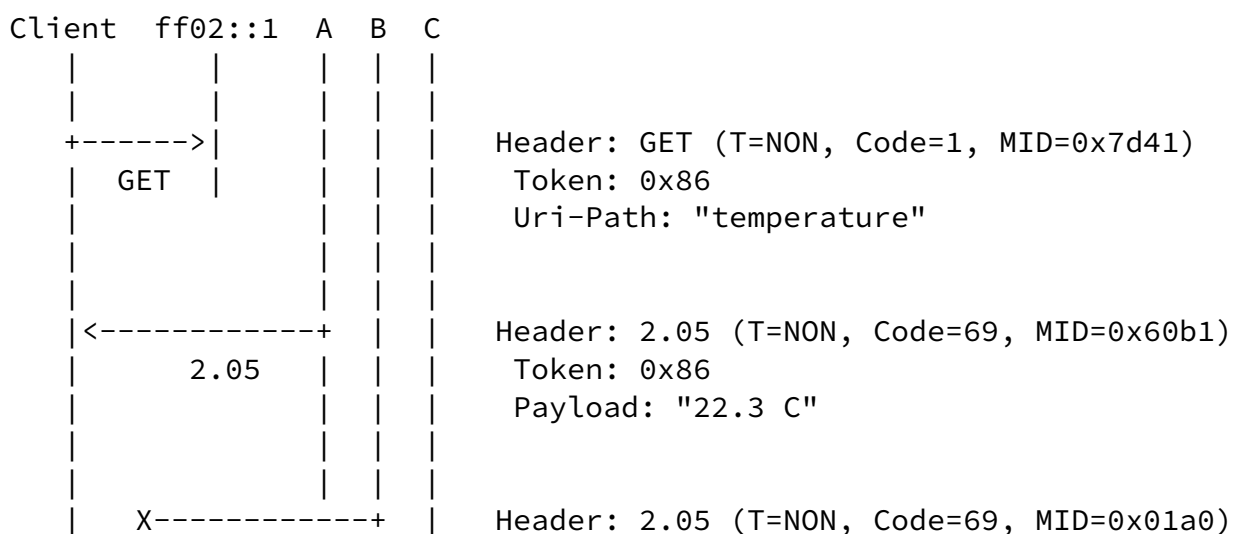 Client ff02::1 A B C
Header: GET (T=NON, Code=1, MID=0x7d41)
GET Token: 0x86
Uri-Path: "temperature"
Header: 2.05 (T=NON, Code=69, MID=0x60b1)
2.05 Token: 0x86
Payload: "22.3 C"
X Header: 2.05 (T=NON, Code=69, MID=0x01a0)